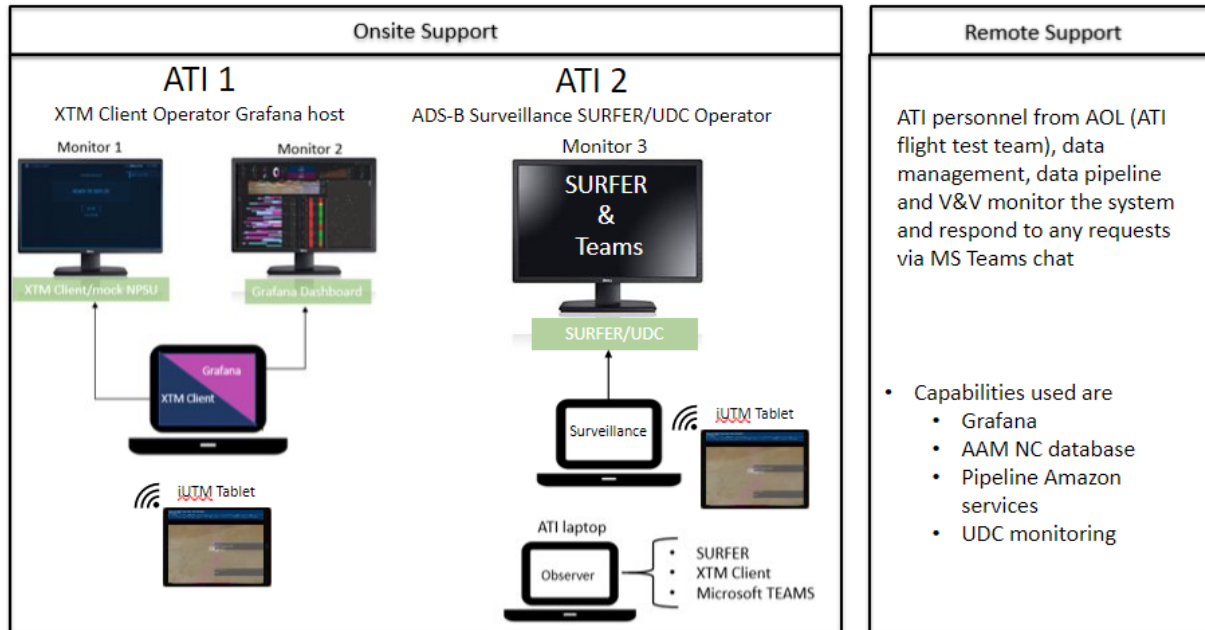 Onsite Support
ATI 1
XTM Client Operator Grafana host
Monitor 1
Monitor 2
XTM Client/mock NPSU
Grafana Dashboard
Grafana
XTM Client
iUTM Tablet
ATI 2
ADS-B Surveillance SURFER/UDC Operator
Monitor 3
SURFER
&
Teams
SURFER/UDC
Surveillance
iUTM Tablet
ATI laptop
Observer
• SURFER
• XTM Client
• Microsoft TEAMS
Remote Support
ATI personnel from AOL (ATI
flight test team), data
management, data pipeline
and V&V monitor the system
and respond to any requests
via MS Teams chat
• Capabilities used are
• Grafana
• AAM NC database
• Pipeline Amazon
services
• UDC monitoring